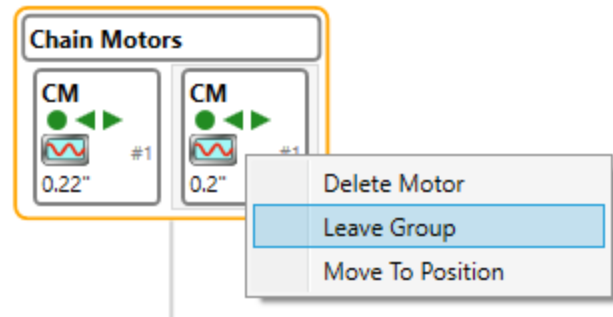 Chain Motors
CM
#1
0.22"
CM
#1
0.2"
Delete Motor
Leave Group
Move To Position